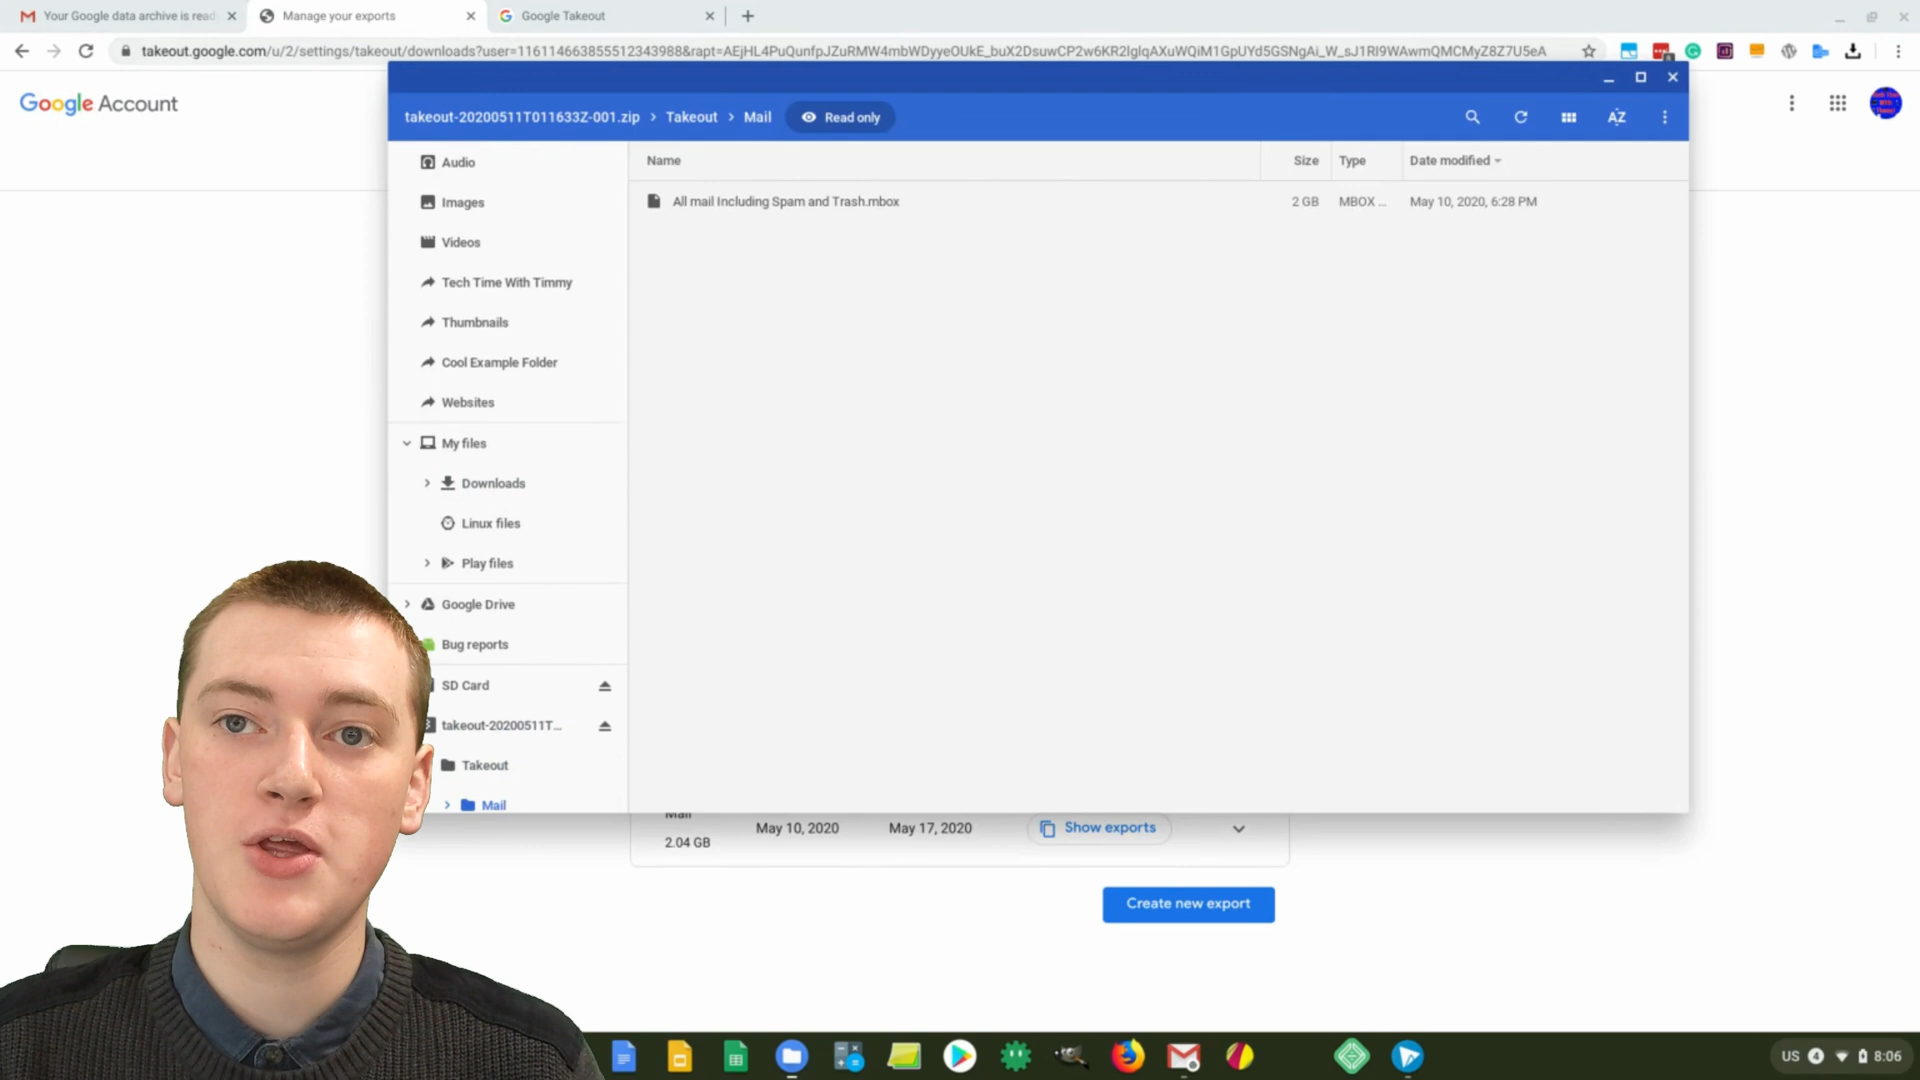 Your Google data archive is read
Manage your exports
Google Takeout
takeout.google.com/u/2/settings/takeout/downloads?user=116114663855512343988&rapt=AEjHL4PuQunfpJZuRMW4mbWDyyeOUkE_buX2DsuwCP2w6KR2lglqAXuWQiM1GpUYd5GSNgAi_W_sJ1RI9WAwmQMCMyZ8Z7U5eA
Google Account
takeout-20200511T011633Z-001.zip > Takeout > Mail Read only
AZ
Name Size Type Date modified
All mail Including Spam and Trash.mbox 2 GB MBOX ... May 10, 2020, 6:28 PM
Audio
Images
Videos
Tech Time With Timmy
Thumbnails
Cool Example Folder
Websites
My files
Downloads
Linux files
Play files
Google Drive
Bug reports
SD Card
takeout-20200511T...
Takeout
Mail
Mail
2.04 GB
May 10, 2020 May 17, 2020 Show exports
Create new export
US 4 8:06